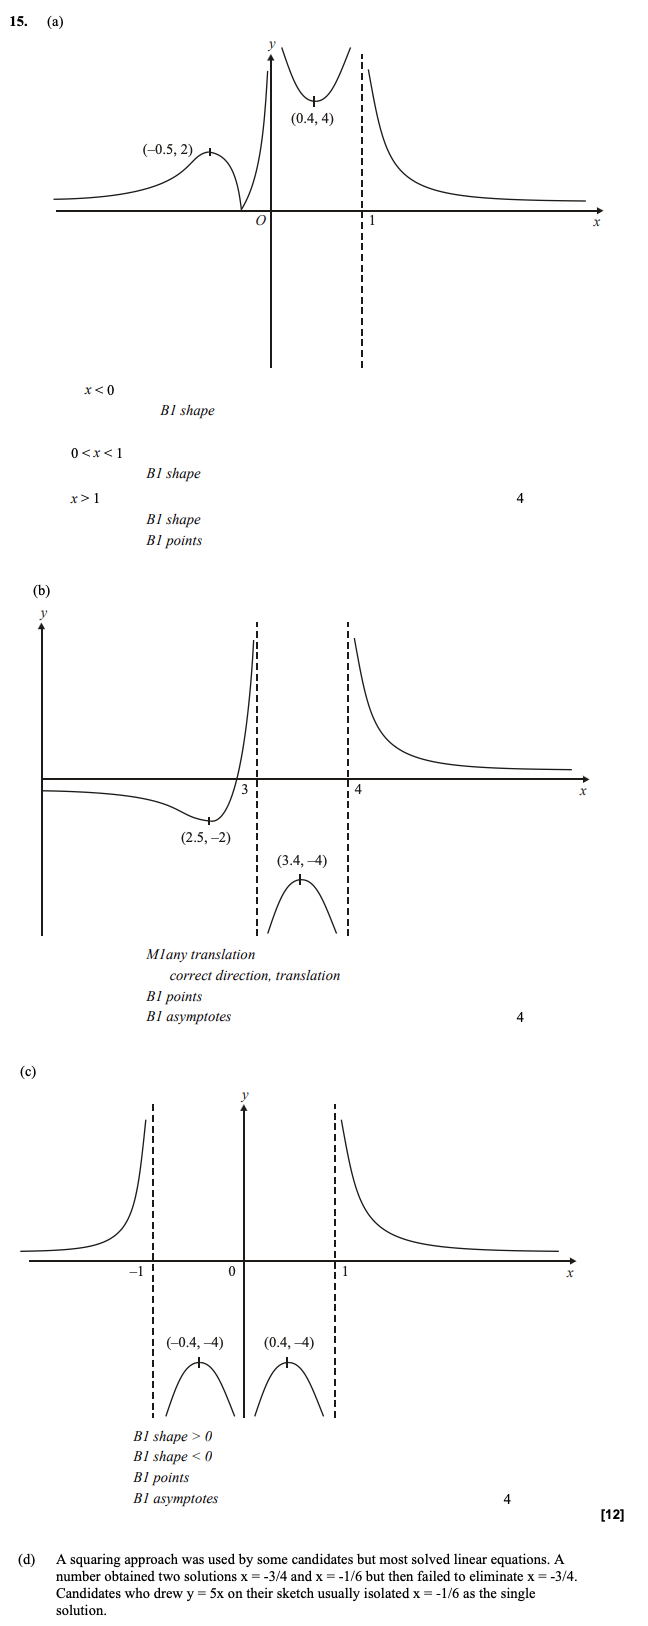 15. (a)
y
(–0.5, 2)
(0.4, 4)
O
1
x
x < 0
B1 shape
0 < x < 1
B1 shape
x > 1
4
B1 shape
B1 points
(b)
y
3
4
x
(2.5, –2)
(3.4, –4)
M1any translation
correct direction, translation
B1 points
B1 asymptotes
4
(c)
y
–1
0
1
x
(–0.4, –4)
(0.4, –4)
B1 shape > 0
B1 shape < 0
B1 points
B1 asymptotes
4
[12]
(d) A squaring approach was used by some candidates but most solved linear equations. A
number obtained two solutions x = -3/4 and x = -1/6 but then failed to eliminate x = -3/4.
Candidates who drew y = 5x on their sketch usually isolated x = -1/6 as the single
solution.